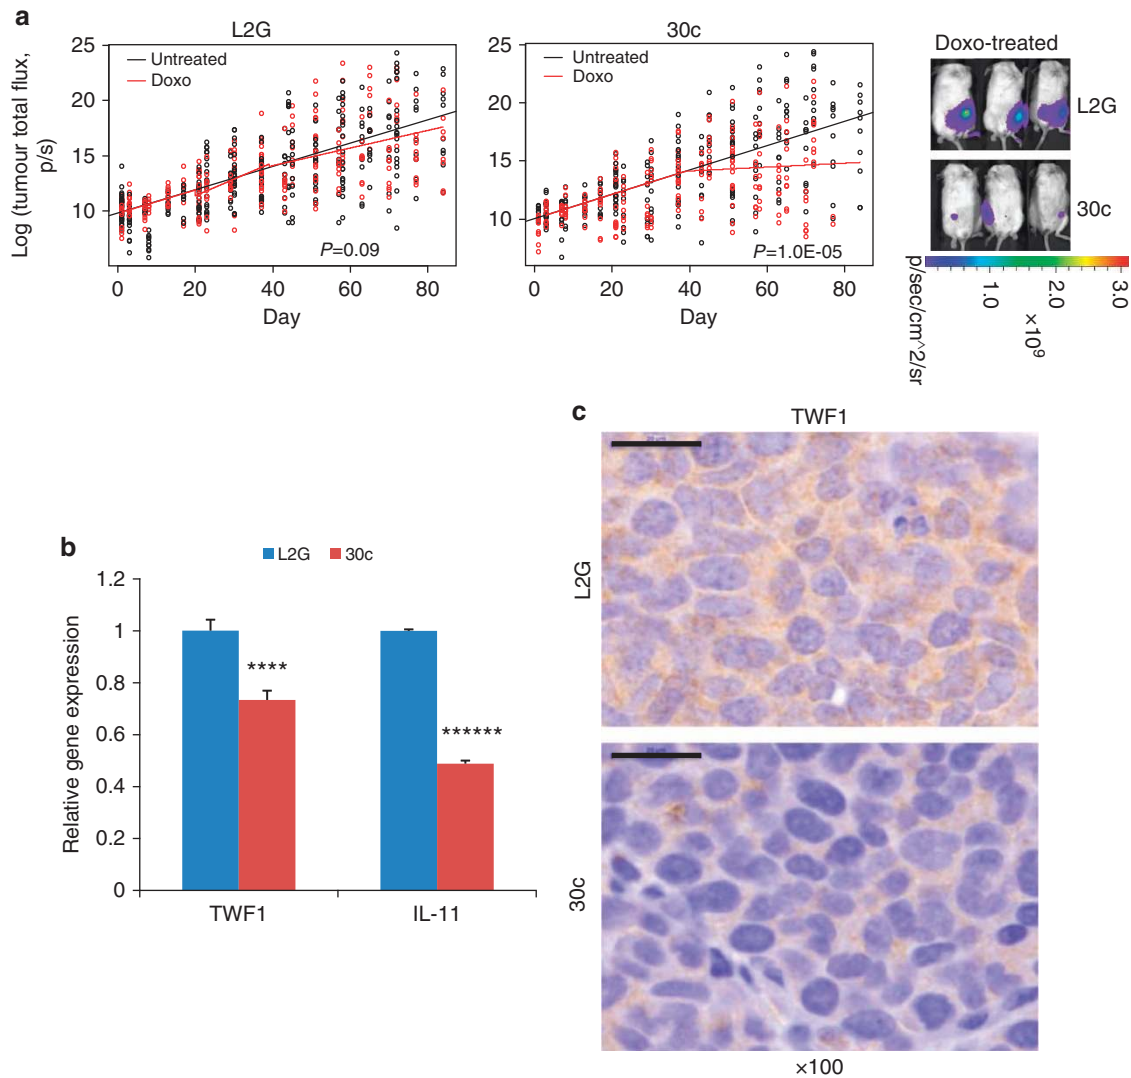 a
L2G
Log (tumour total flux,
p/s)
25
20
15
10
Untreated
Doxo
P=0.09
0 20 40 60 80
Day
30c
25
20
15
10
Untreated
Doxo
P=1.0E-05
0 20 40 60 80
Day
Doxo-treated
L2G
30c
p/sec/cm^2/sr
1.0
2.0
3.0
×10⁹
b
L2G 30c
Relative gene expression
1.2
1
0.8
0.6
0.4
0.2
0
****
******
TWF1 IL-11
c
TWF1
L2G
30c
×100